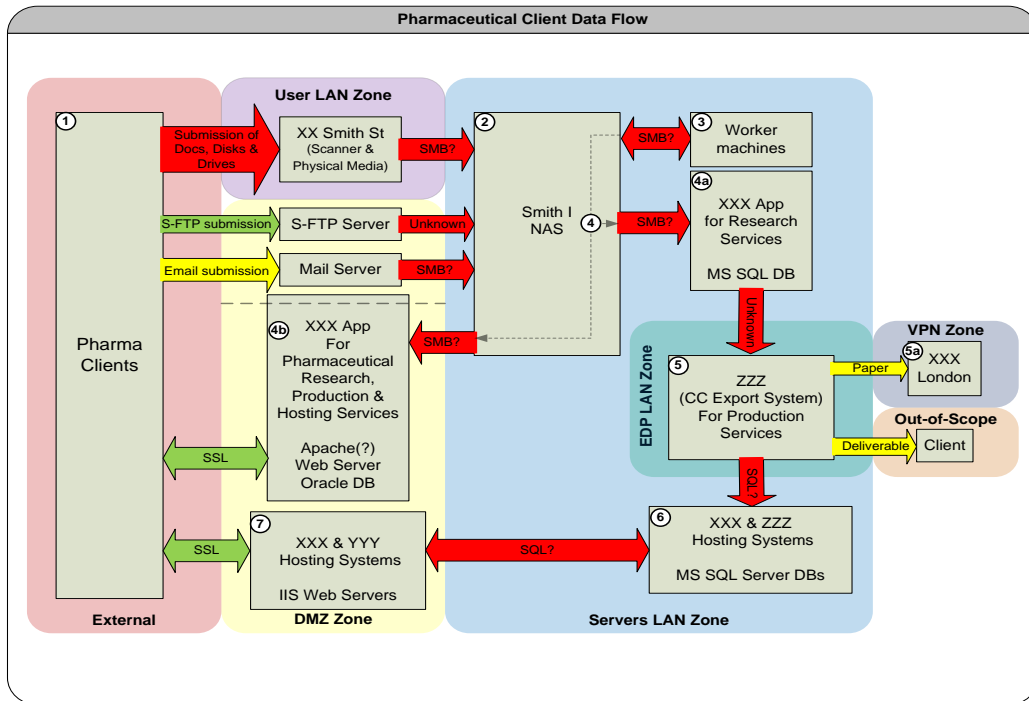 Pharmaceutical Client Data Flow
1
Pharma
Clients
External
Submission of
Docs, Disks &
Drives
S-FTP submission
Email submission
SSL
SSL
User LAN Zone
XX Smith St
(Scanner &
Physical Media)
SMB?
S-FTP Server
Unknown
Mail Server
SMB?
4b
XXX App
For
Pharmaceutical
Research,
Production &
Hosting Services
Apache(?)
Web Server
Oracle DB
SMB?
7
XXX & YYY
Hosting Systems
IIS Web Servers
DMZ Zone
SQL?
2
Smith I
NAS
4
SMB?
3
Worker
machines
SMB?
4a
XXX App
for Research
Services
MS SQL DB
Unknown
EDP LAN Zone
5
ZZZ
(CC Export System)
For Production
Services
Paper
Deliverable
VPN Zone
5a
XXX
London
Out-of-Scope
Client
SQL?
6
XXX & ZZZ
Hosting Systems
MS SQL Server DBs
Servers LAN Zone